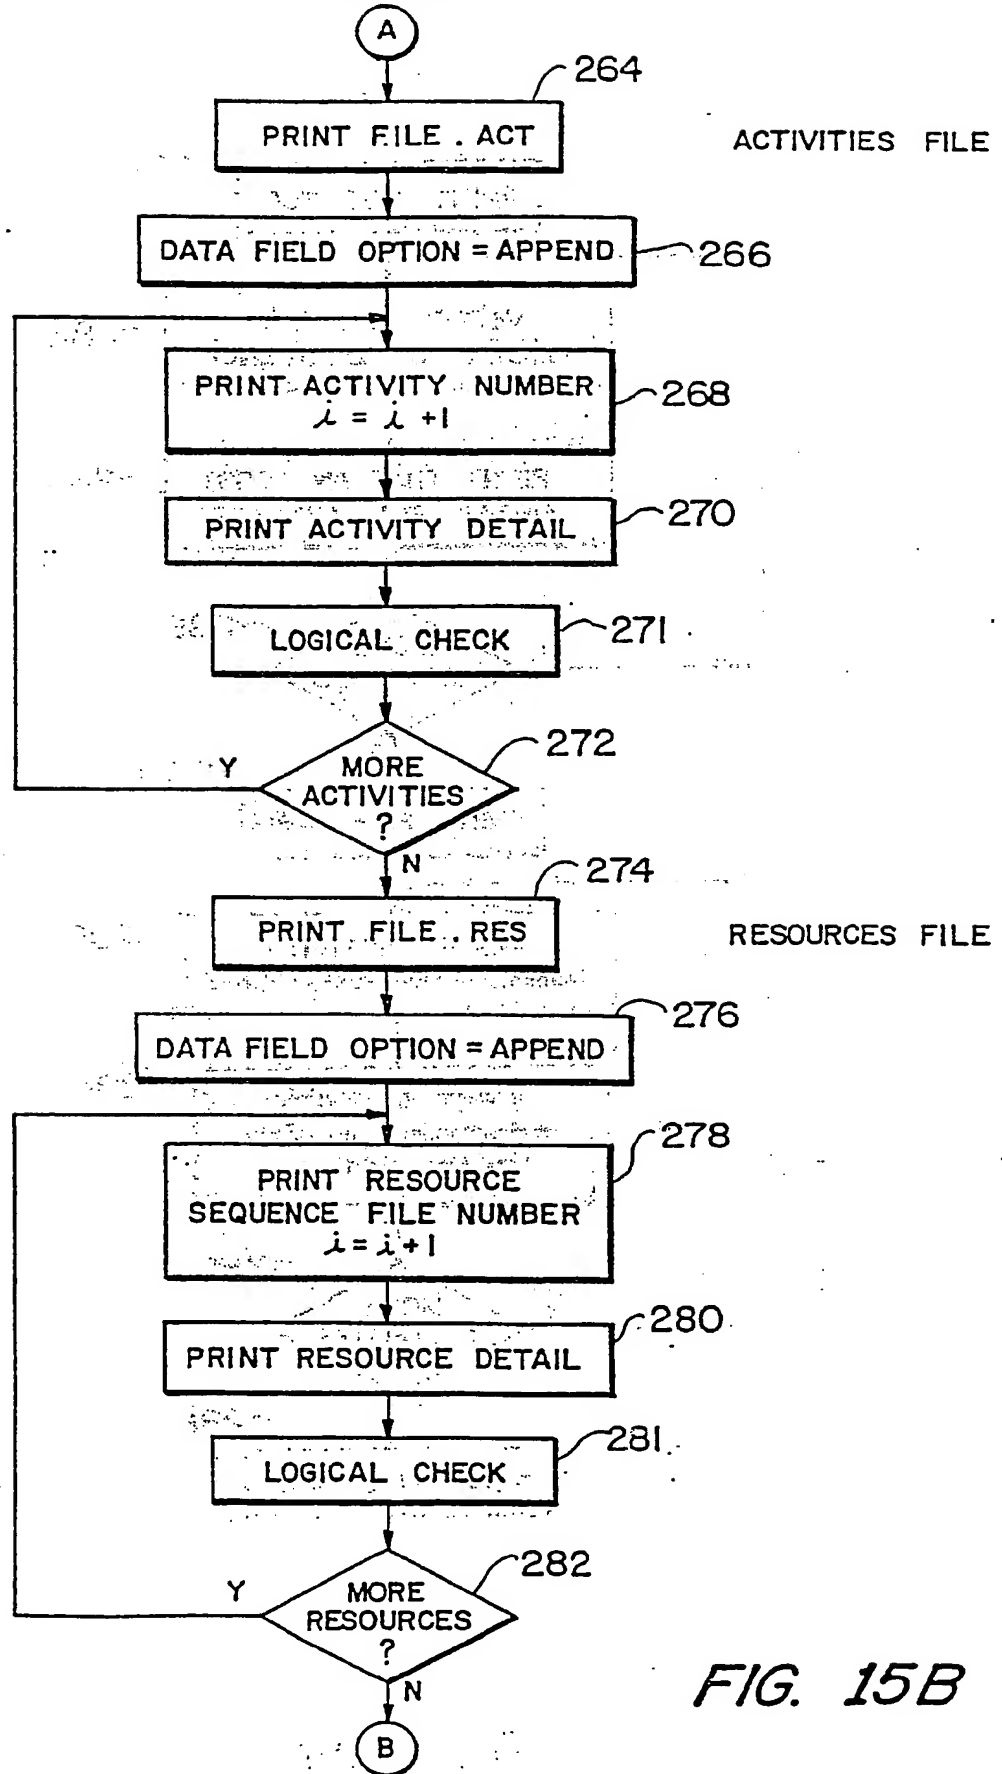 A
264
PRINT FILE . ACT
ACTIVITIES FILE
DATA FIELD OPTION = APPEND
266
PRINT ACTIVITY NUMBER
i = i +1
268
PRINT ACTIVITY DETAIL
270
LOGICAL CHECK
271
272
Y
MORE
ACTIVITIES
?
N
274
PRINT FILE . RES
RESOURCES FILE
276
DATA FIELD OPTION = APPEND
278
PRINT RESOURCE
SEQUENCE FILE NUMBER
i = i +1
280
PRINT RESOURCE DETAIL
281
LOGICAL CHECK
282
Y
MORE
RESOURCES
?
N
B
FIG. 15B